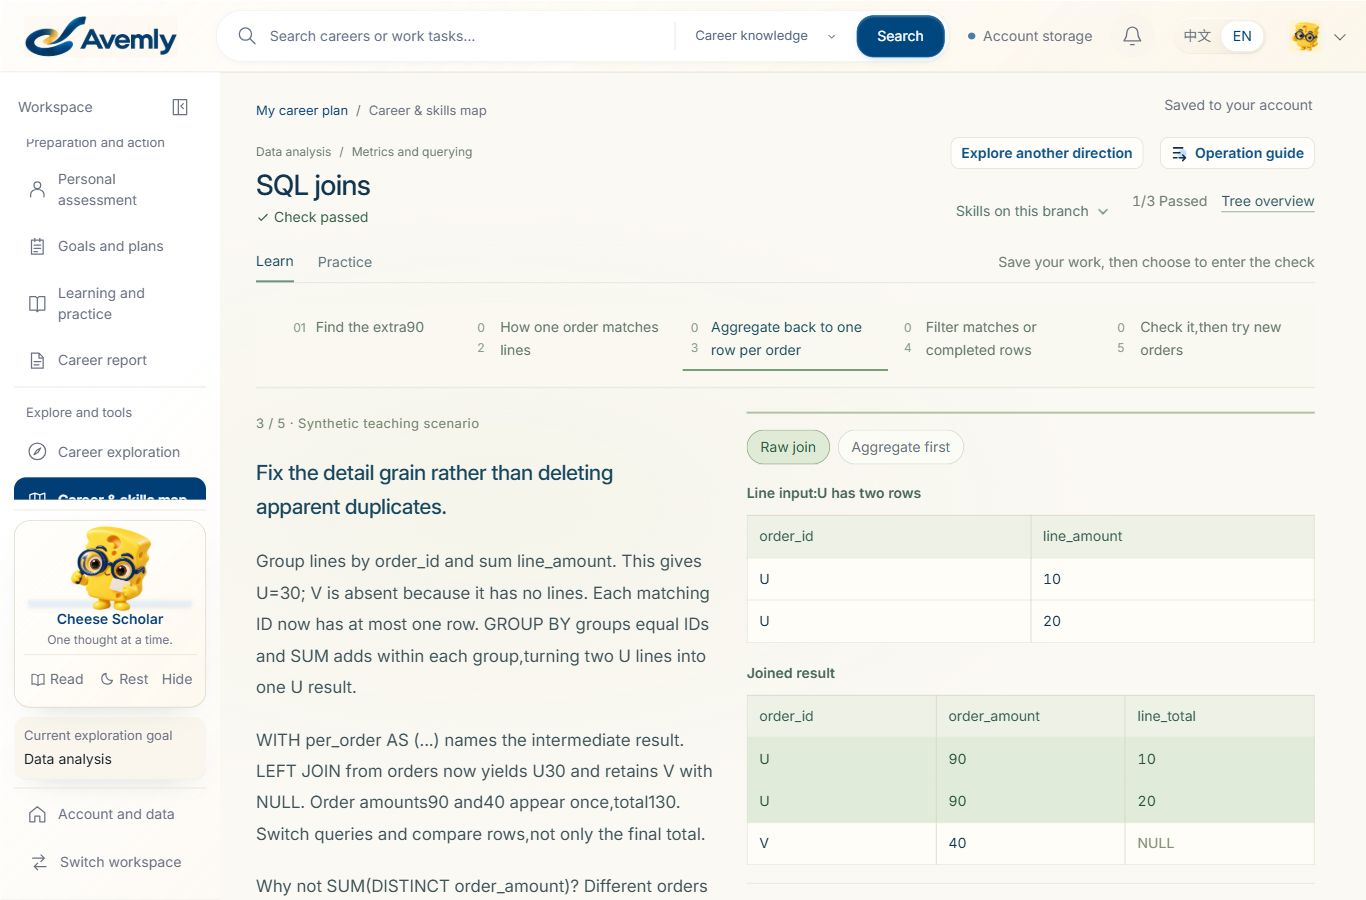 Avemly
Search careers or work tasks...
Career knowledge
Search
Account storage
中文
EN
Workspace
Preparation and action
Personal
assessment
Goals and plans
Learning and
practice
Career report
Explore and tools
Career exploration
Career & skills map
Cheese Scholar
One thought at a time.
Read
Rest
Hide
Current exploration goal
Data analysis
Account and data
Switch workspace
My career plan / Career & skills map
Saved to your account
Data analysis / Metrics and querying
Explore another direction
Operation guide
SQL joins
Check passed
Skills on this branch
1/3 Passed
Tree overview
Learn
Practice
Save your work, then choose to enter the check
01 Find the extra90
02 How one order matches
lines
03 Aggregate back to one
row per order
04 Filter matches or
completed rows
05 Check it,then try new
orders
3 / 5 · Synthetic teaching scenario
Fix the detail grain rather than deleting
apparent duplicates.
Group lines by order_id and sum line_amount. This gives
U=30; V is absent because it has no lines. Each matching
ID now has at most one row. GROUP BY groups equal IDs
and SUM adds within each group,turning two U lines into
one U result.
WITH per_order AS (...) names the intermediate result.
LEFT JOIN from orders now yields U30 and retains V with
NULL. Order amounts90 and40 appear once,total130.
Switch queries and compare rows,not only the final total.
Why not SUM(DISTINCT order_amount)? Different orders
Raw join
Aggregate first
Line input:U has two rows
order_id line_amount
U 10
U 20
Joined result
order_id order_amount line_total
U 90 10
U 90 20
V 40 NULL